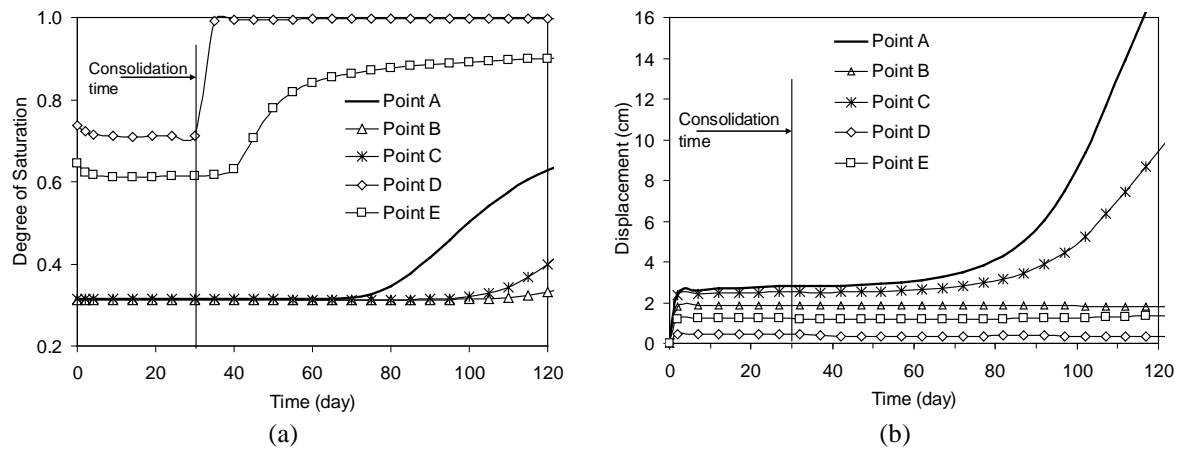 1.0
0.8
0.6
0.4
0.2
Degree of Saturation
Consolidation
time
Point A
Point B
Point C
Point D
Point E
0 20 40 60 80 100 120
Time (day)
(a)
16
14
12
10
8
6
4
2
0
Displacement (cm)
Point A
Point B
Point C
Point D
Point E
Consolidation
time
0 20 40 60 80 100 120
Time (day)
(b)